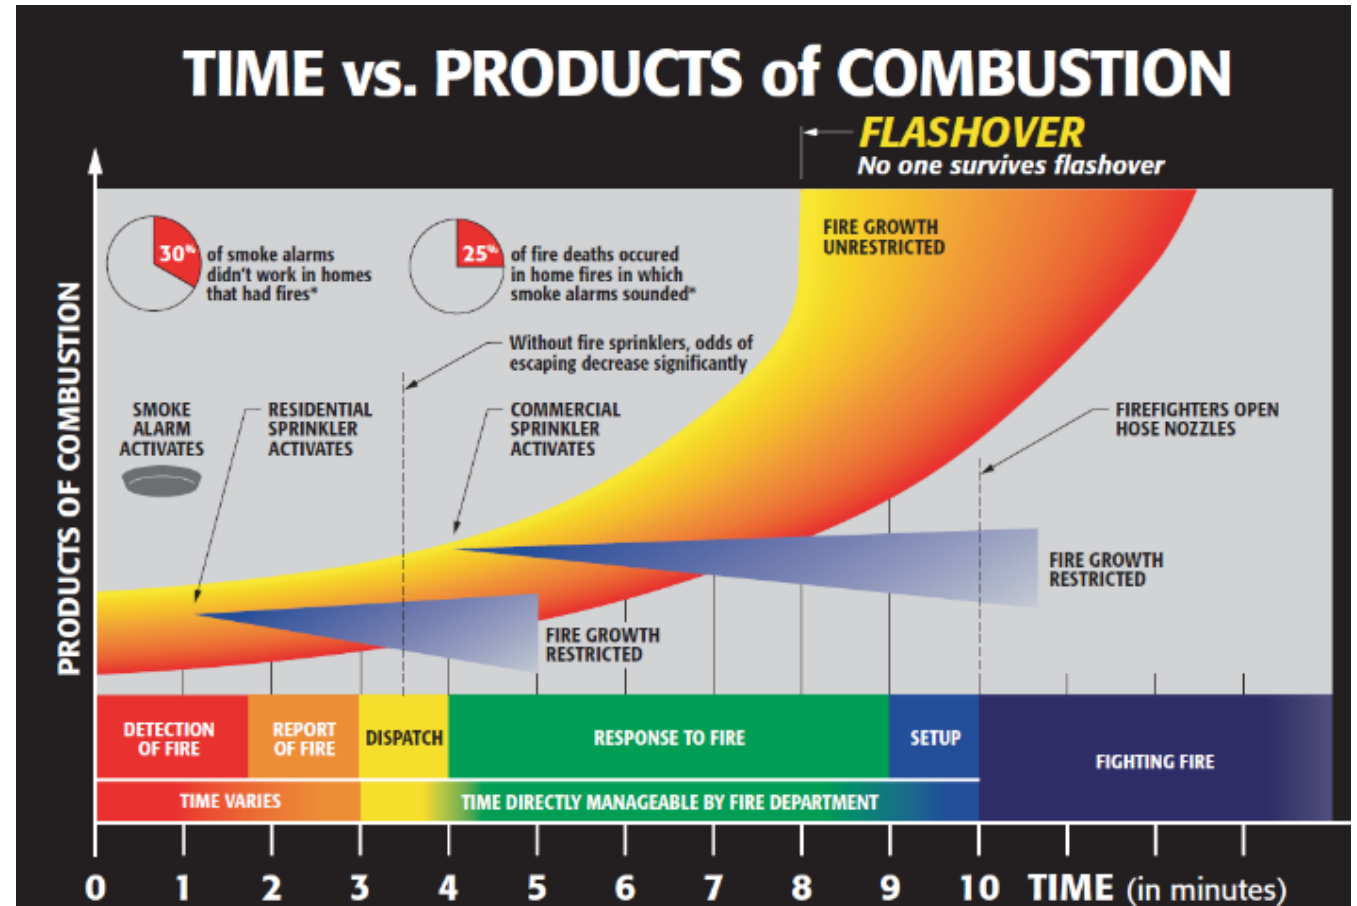 TIME vs. PRODUCTS of COMBUSTION
FLASHOVER
No one survives flashover
PRODUCTS OF COMBUSTION
30%
of smoke alarms
didn't work in homes
that had fires*
25%
of fire deaths occured
in home fires in which
smoke alarms sounded*
FIRE GROWTH
UNRESTRICTED
Without fire sprinklers, odds of
escaping decrease significantly
SMOKE
ALARM
ACTIVATES
RESIDENTIAL
SPRINKLER
ACTIVATES
COMMERCIAL
SPRINKLER
ACTIVATES
FIREFIGHTERS OPEN
HOSE NOZZLES
FIRE GROWTH
RESTRICTED
FIRE GROWTH
RESTRICTED
DETECTION
OF FIRE
REPORT
OF FIRE
DISPATCH
RESPONSE TO FIRE
SETUP
FIGHTING FIRE
TIME VARIES
TIME DIRECTLY MANAGEABLE BY FIRE DEPARTMENT
0 1 2 3 4 5 6 7 8 9 10 TIME (in minutes)